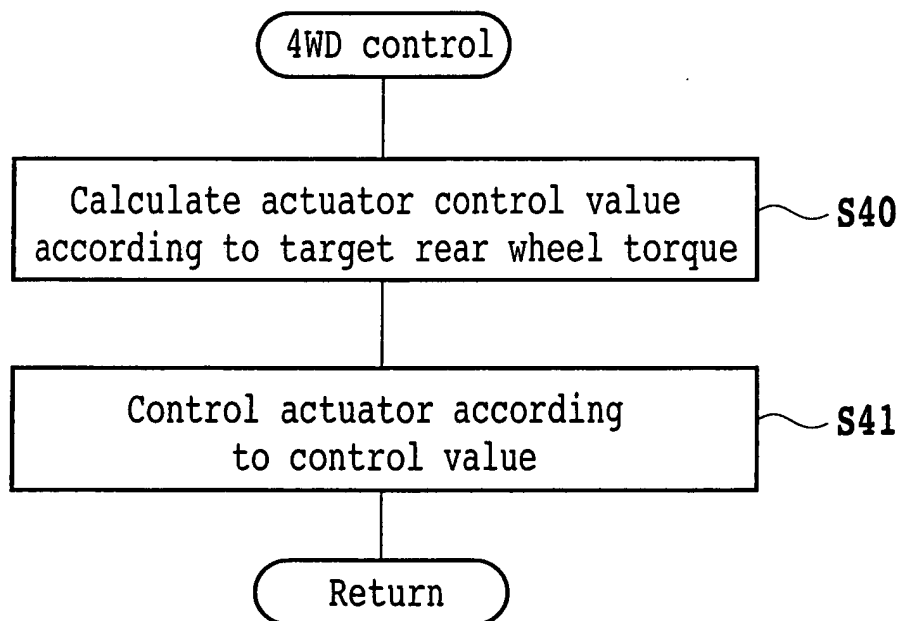 4WD control
Calculate actuator control value
according to target rear wheel torque
S40
Control actuator according
to control value
S41
Return